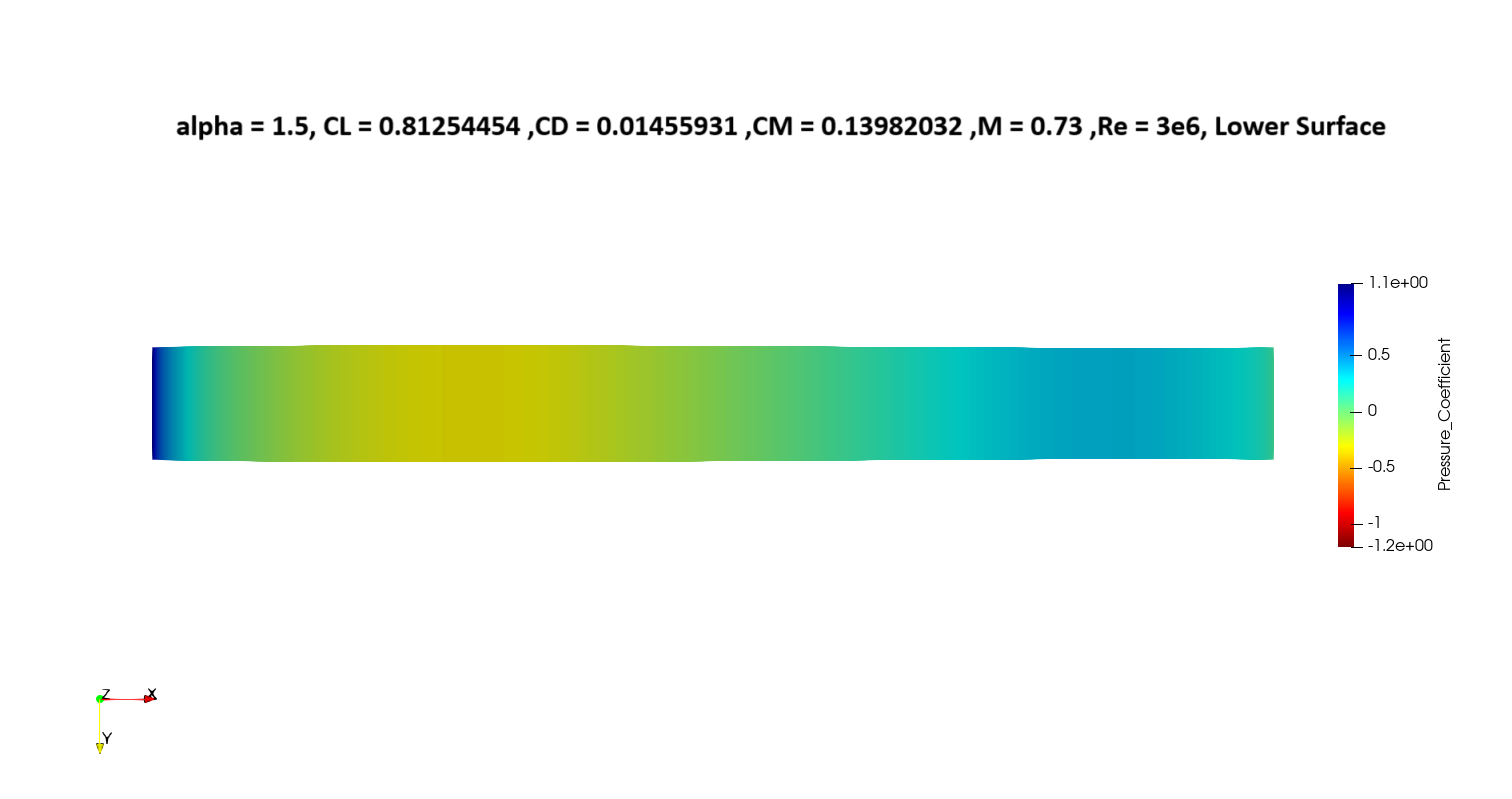 alpha = 1.5, CL = 0.81254454 ,CD = 0.01455931 ,CM = 0.13982032 ,M = 0.73 ,Re = 3e6, Lower Surface
1.1e+00
0.5
0
-0.5
-1
-1.2e+00
Pressure_Coefficient
Z
X
Y